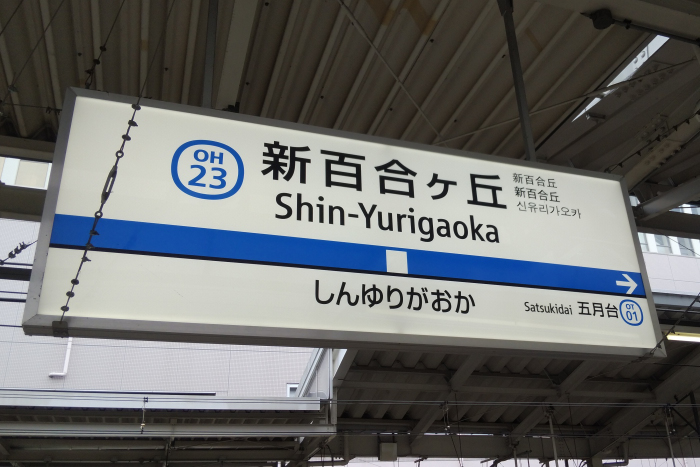 OH
23
新百合ヶ丘
Shin-Yurigaoka
新百合丘
新百合丘
신유리가오카
しんゆりがおか
Satsukidai 五月台
OT
01